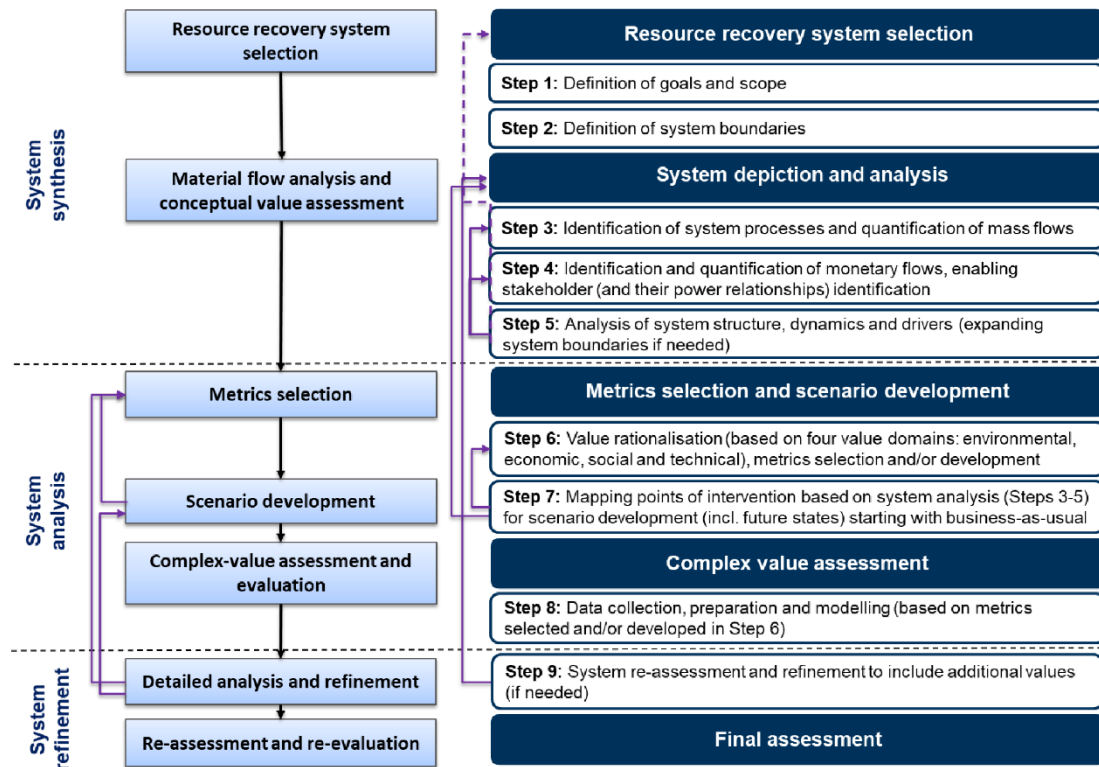 System
synthesis
Resource recovery system
selection
Material flow analysis and
conceptual value assessment
Resource recovery system selection
Step 1: Definition of goals and scope
Step 2: Definition of system boundaries
System depiction and analysis
Step 3: Identification of system processes and quantification of mass flows
Step 4: Identification and quantification of monetary flows, enabling
stakeholder (and their power relationships) identification
Step 5: Analysis of system structure, dynamics and drivers (expanding
system boundaries if needed)
System
analysis
Metrics selection
Scenario development
Complex-value assessment and
evaluation
Metrics selection and scenario development
Step 6: Value rationalisation (based on four value domains: environmental,
economic, social and technical), metrics selection and/or development
Step 7: Mapping points of intervention based on system analysis (Steps 3-5)
for scenario development (incl. future states) starting with business-as-usual
Complex value assessment
Step 8: Data collection, preparation and modelling (based on metrics
selected and/or developed in Step 6)
System
refinement
Detailed analysis and refinement
Re-assessment and re-evaluation
Step 9: System re-assessment and refinement to include additional values
(if needed)
Final assessment